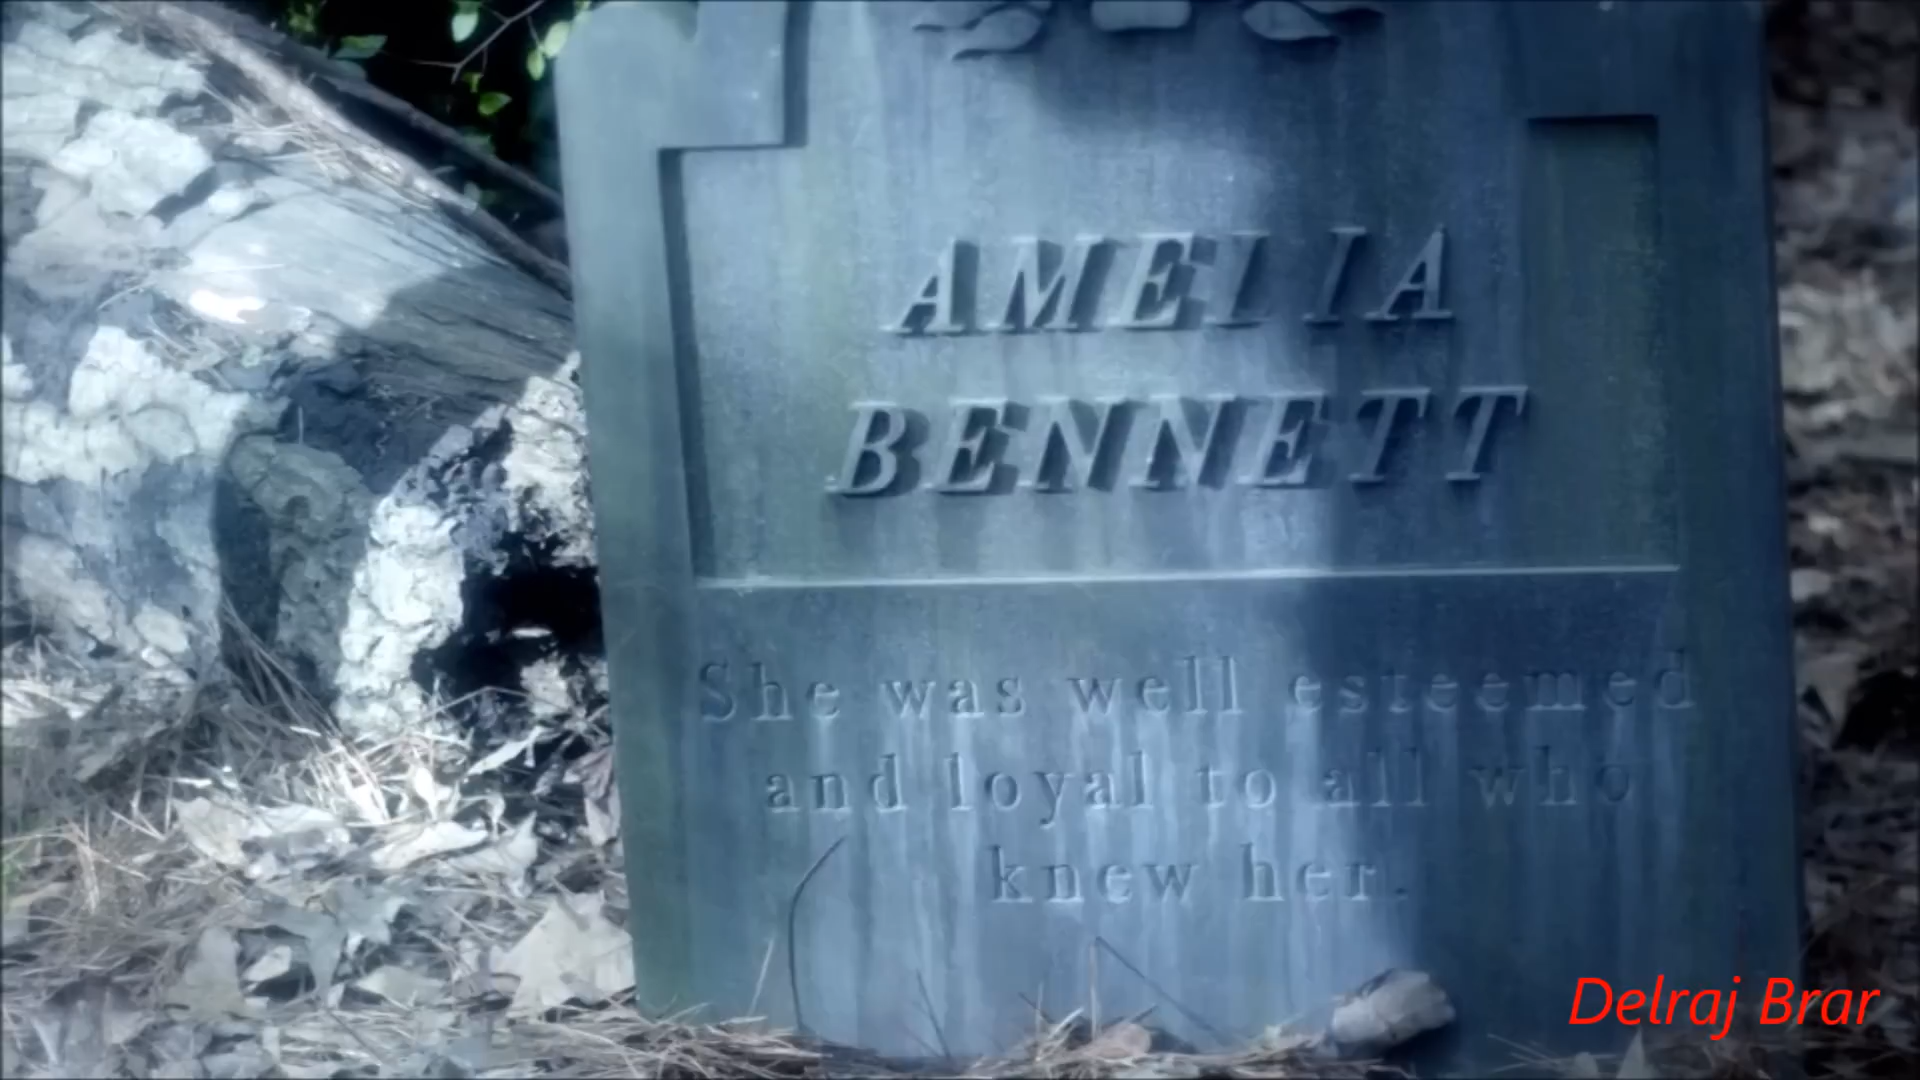 AMELIA
BENNETT
She was well esteemed
and loyal to all who
knew her.
Delraj Brar